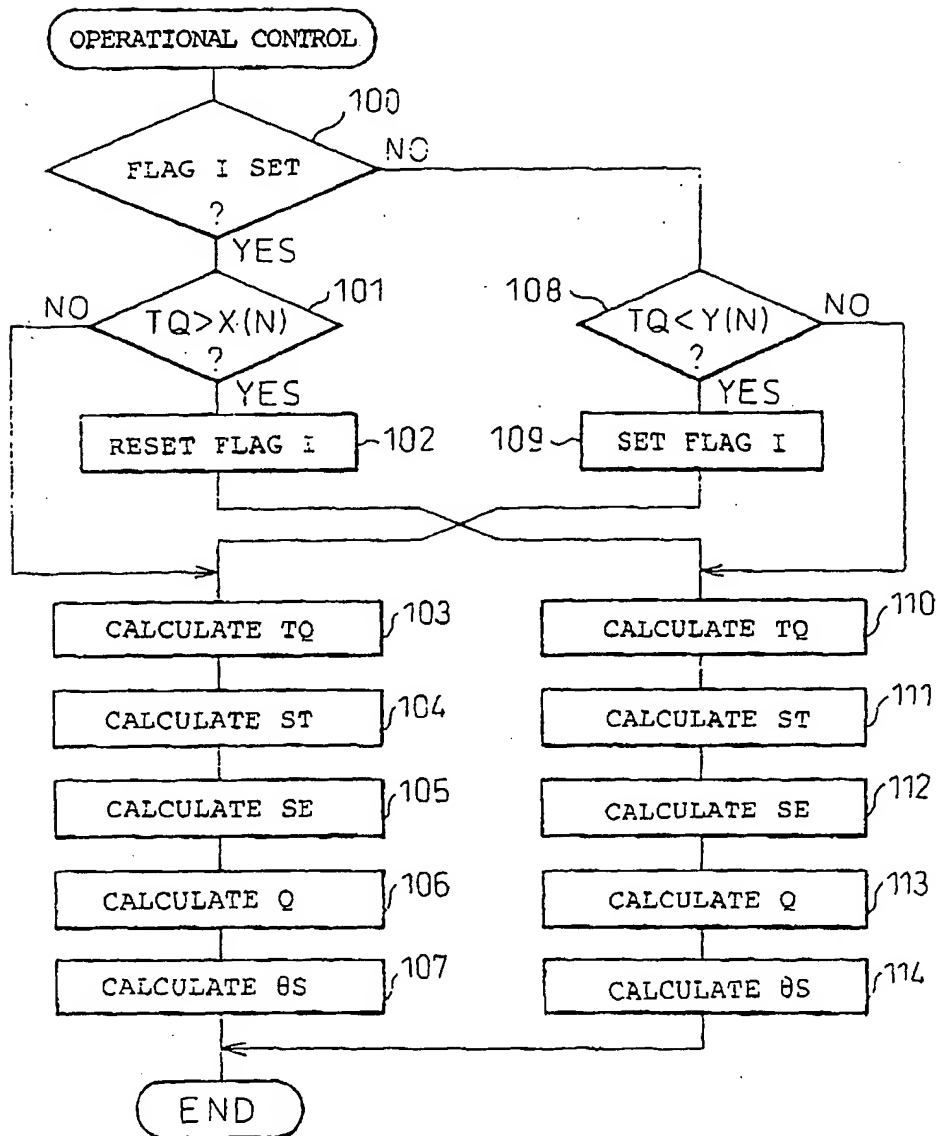 OPERATIONAL CONTROL
100
FLAG I SET
?
NO
YES
101
NO
TQ>X(N)
?
YES
108
TQ<Y(N)
?
NO
YES
RESET FLAG I
102
109
SET FLAG I
CALCULATE TQ
103
CALCULATE TQ
110
CALCULATE ST
104
CALCULATE ST
111
CALCULATE SE
105
CALCULATE SE
112
CALCULATE Q
106
CALCULATE Q
113
CALCULATE θS
107
CALCULATE θS
114
END